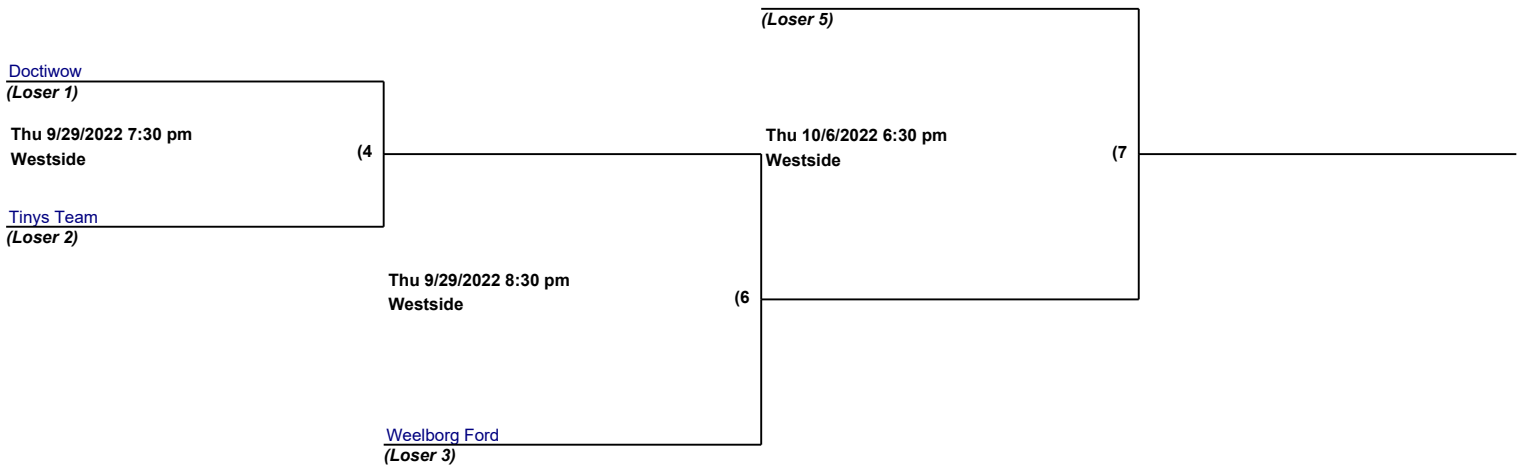 (Loser 5)
Doctiwow
(Loser 1)
Thu 9/29/2022 7:30 pm
Westside
(4
Thu 10/6/2022 6:30 pm
Westside
(7
Tinys Team
(Loser 2)
Thu 9/29/2022 8:30 pm
Westside
(6
Weelborg Ford
(Loser 3)